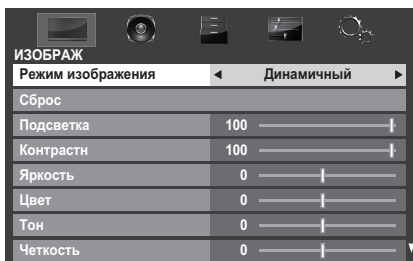 ИЗОБРАЖ
Режим изображения Динамичный
Сброс
Подсветка 100
Контрастн 100
Яркость 0
Цвет 0
Тон 0
Четкость 0